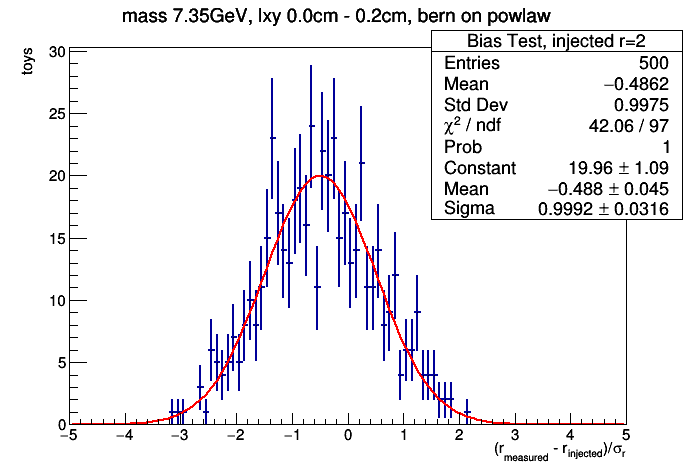 mass 7.35GeV, lxy 0.0cm - 0.2cm, bern on powlaw
Bias Test, injected r=2
Entries 500
Mean −0.4862
Std Dev 0.9975
χ² / ndf 42.06 / 97
Prob 1
Constant 19.96 ± 1.09
Mean −0.488 ± 0.045
Sigma 0.9992 ± 0.0316
toys
30
25
20
15
10
5
0
−5 −4 −3 −2 −1 0 1 2 3 4 5
(r_measured - r_injected)/σ_r